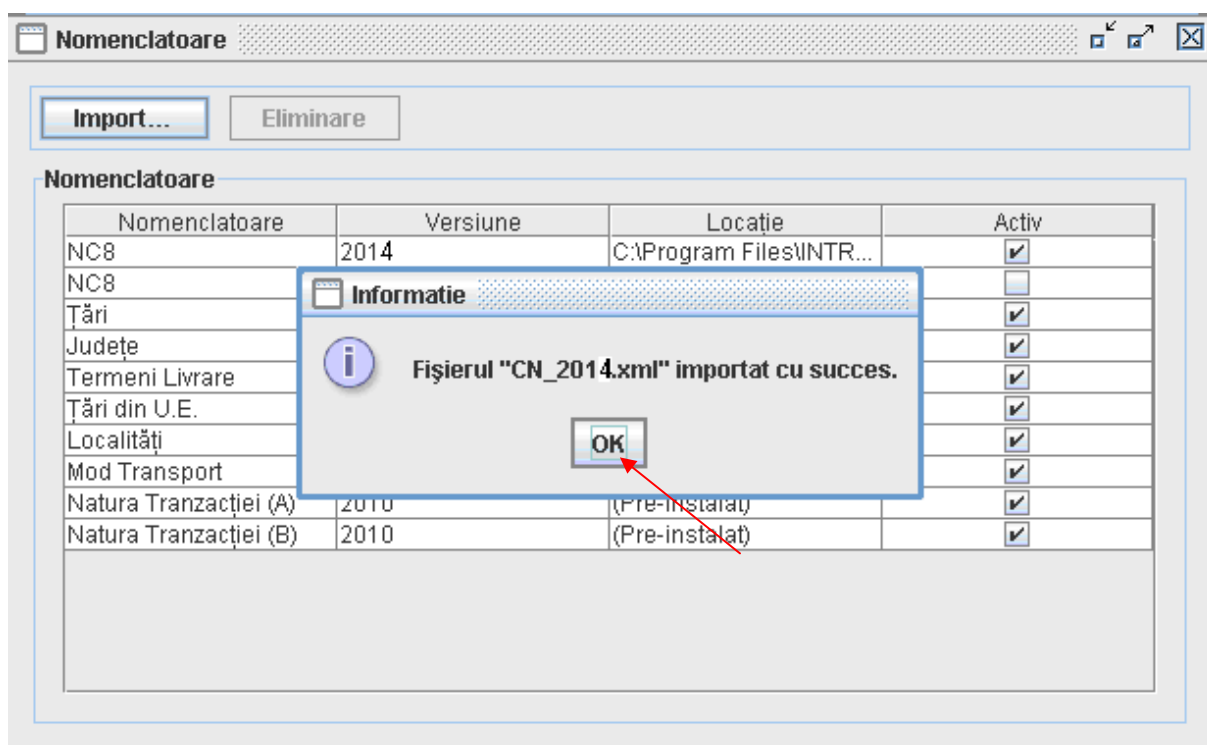 Nomenclatoare
Import... Eliminare
Nomenclatoare
Nomenclatoare Versiune Locație Activ
NC8 2014 C:\Program Files\INTR...
NC8
Țări
Județe
Termeni Livrare
Țări din U.E.
Localități
Mod Transport
Natura Tranzacției (A) 2010 (Pre-instalat)
Natura Tranzacției (B) 2010 (Pre-instalat)
Informatie
Fişierul "CN_2014.xml" importat cu succes.
OK